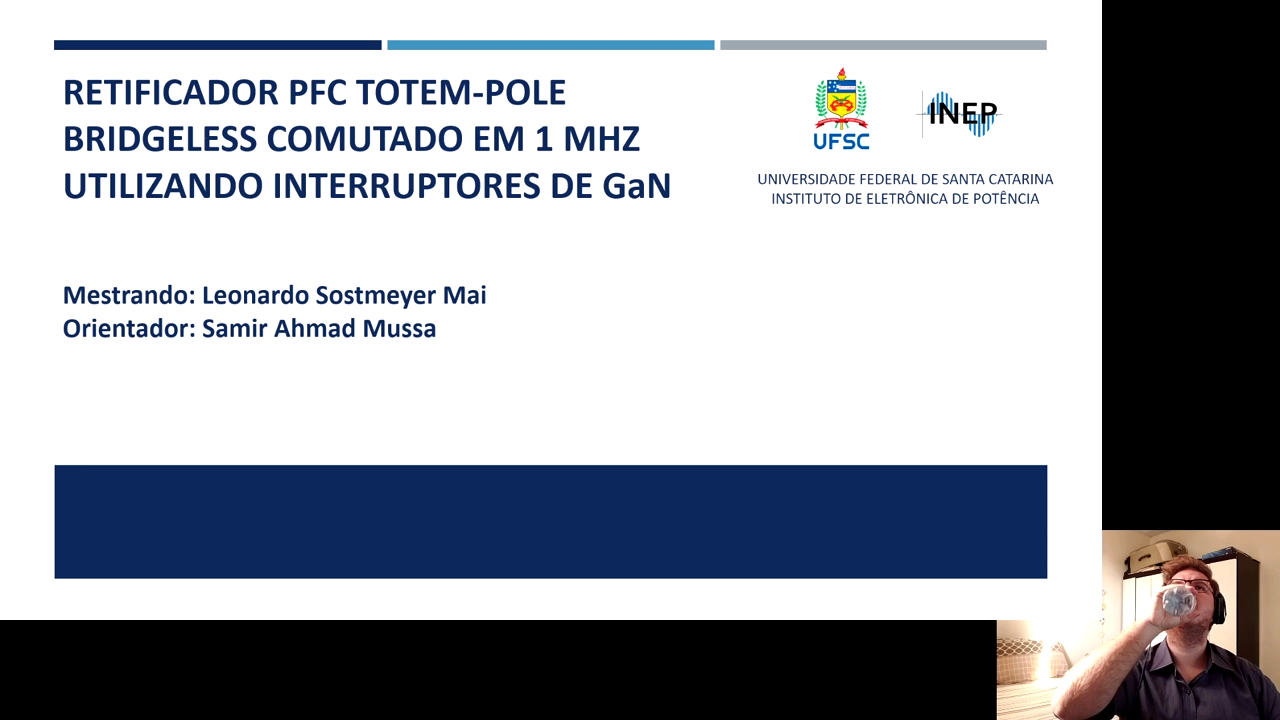 RETIFICADOR PFC TOTEM-POLE
BRIDGELESS COMUTADO EM 1 MHZ
UTILIZANDO INTERRUPTORES DE GaN
UFSC
INEP
UNIVERSIDADE FEDERAL DE SANTA CATARINA
INSTITUTO DE ELETRÔNICA DE POTÊNCIA
Mestrando: Leonardo Sostmeyer Mai
Orientador: Samir Ahmad Mussa